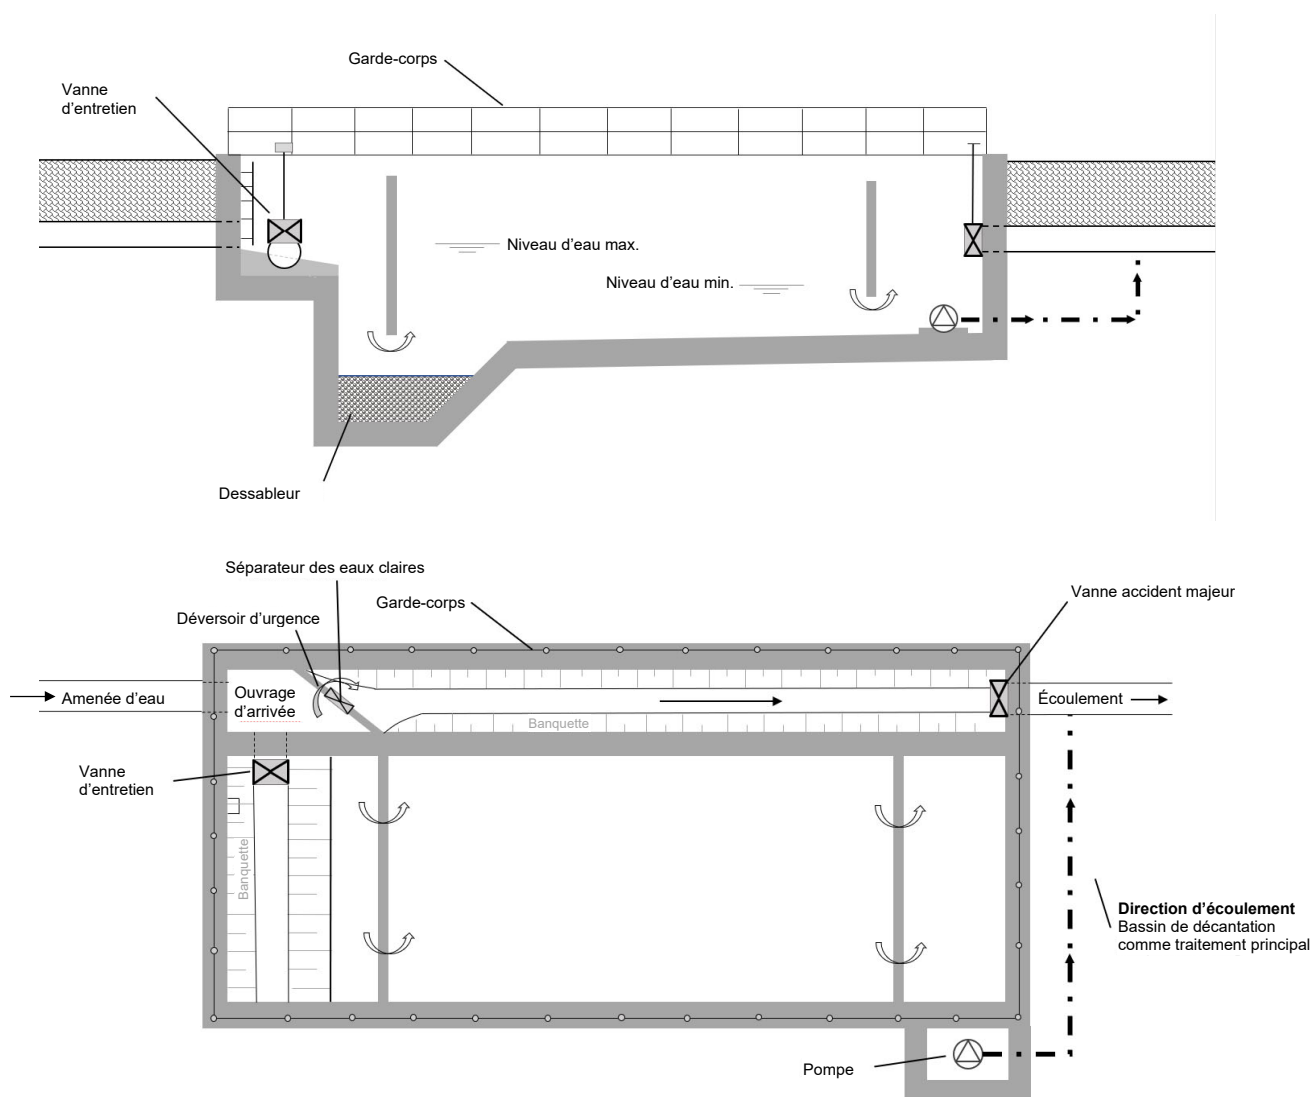 Garde-corps
Vanne
d’entretien
Niveau d’eau max.
Niveau d’eau min.
Dessableur
Séparateur des eaux claires
Garde-corps
Déversoir d’urgence
Vanne accident majeur
Amenée d’eau
Ouvrage
d’arrivée
Écoulement
Banquette
Vanne
d’entretien
Banquette
Direction d’écoulement
Bassin de décantation
comme traitement principal
Pompe